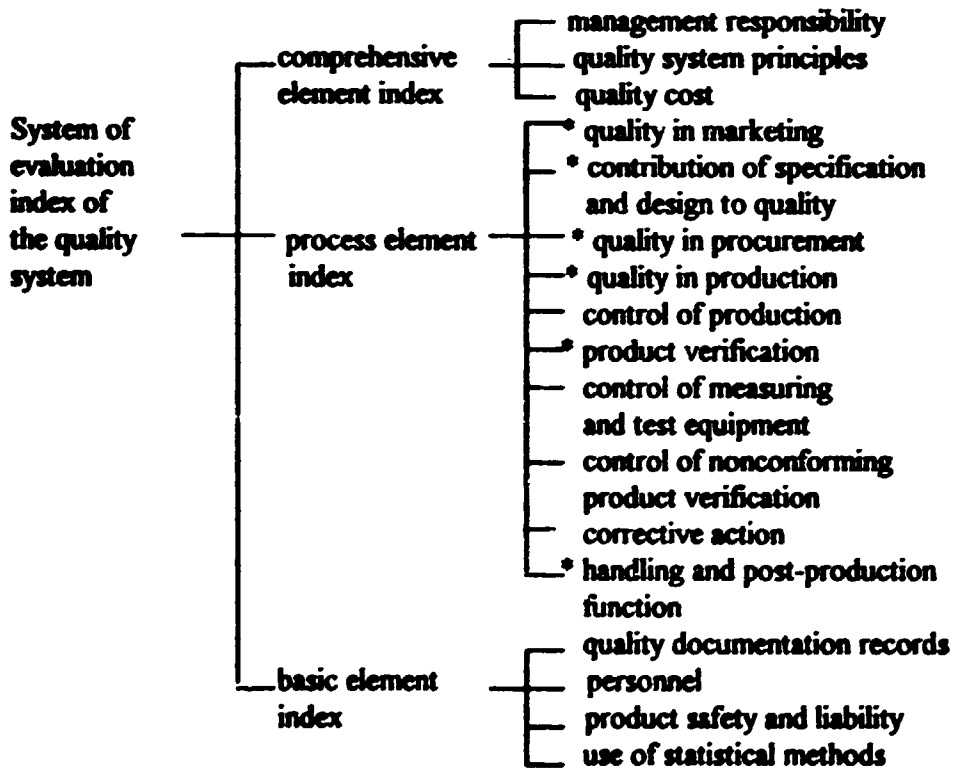 System of
evaluation
index of
the quality
system
comprehensive
element index
management responsibility
quality system principles
quality cost
process element
index
* quality in marketing
* contribution of specification
and design to quality
* quality in procurement
* quality in production
control of production
* product verification
control of measuring
and test equipment
control of nonconforming
product verification
corrective action
* handling and post-production
function
basic element
index
quality documentation records
personnel
product safety and liability
use of statistical methods